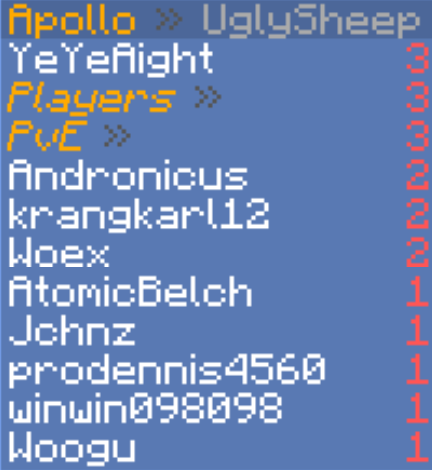 Apollo » UglySheep
YeYeAight 3
Players » 3
PvE » 3
Andronicus 2
krangkarl12 2
Woex 2
AtomicBelch 1
Jchnz 1
prodennis4560 1
winwin098098 1
Woogu 1